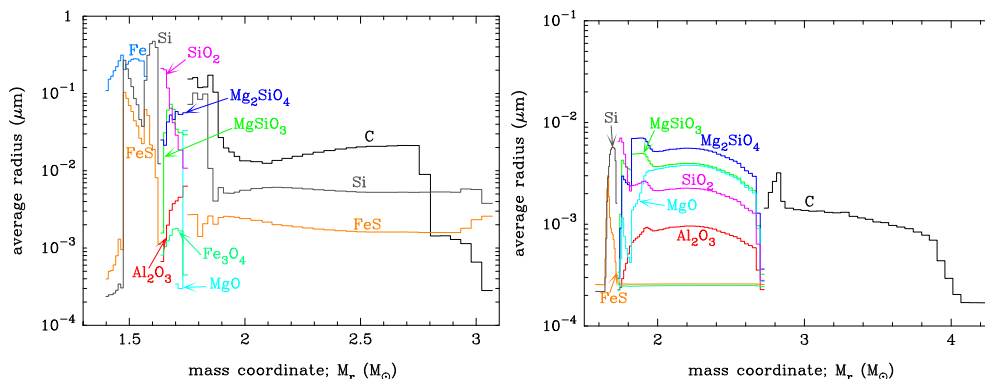 average radius (μm)
1
10⁻¹
10⁻²
10⁻³
10⁻⁴
Fe
Si
SiO₂
Mg₂SiO₄
MgSiO₃
FeS
C
Si
FeS
Fe₃O₄
Al₂O₃
MgO
1.5 2 2.5 3
mass coordinate; Mᵣ (M⊙)
average radius (μm)
10⁻¹
10⁻²
10⁻³
10⁻⁴
Si
MgSiO₃
Mg₂SiO₄
SiO₂
MgO
C
Al₂O₃
FeS
2 3 4
mass coordinate; Mᵣ (M⊙)